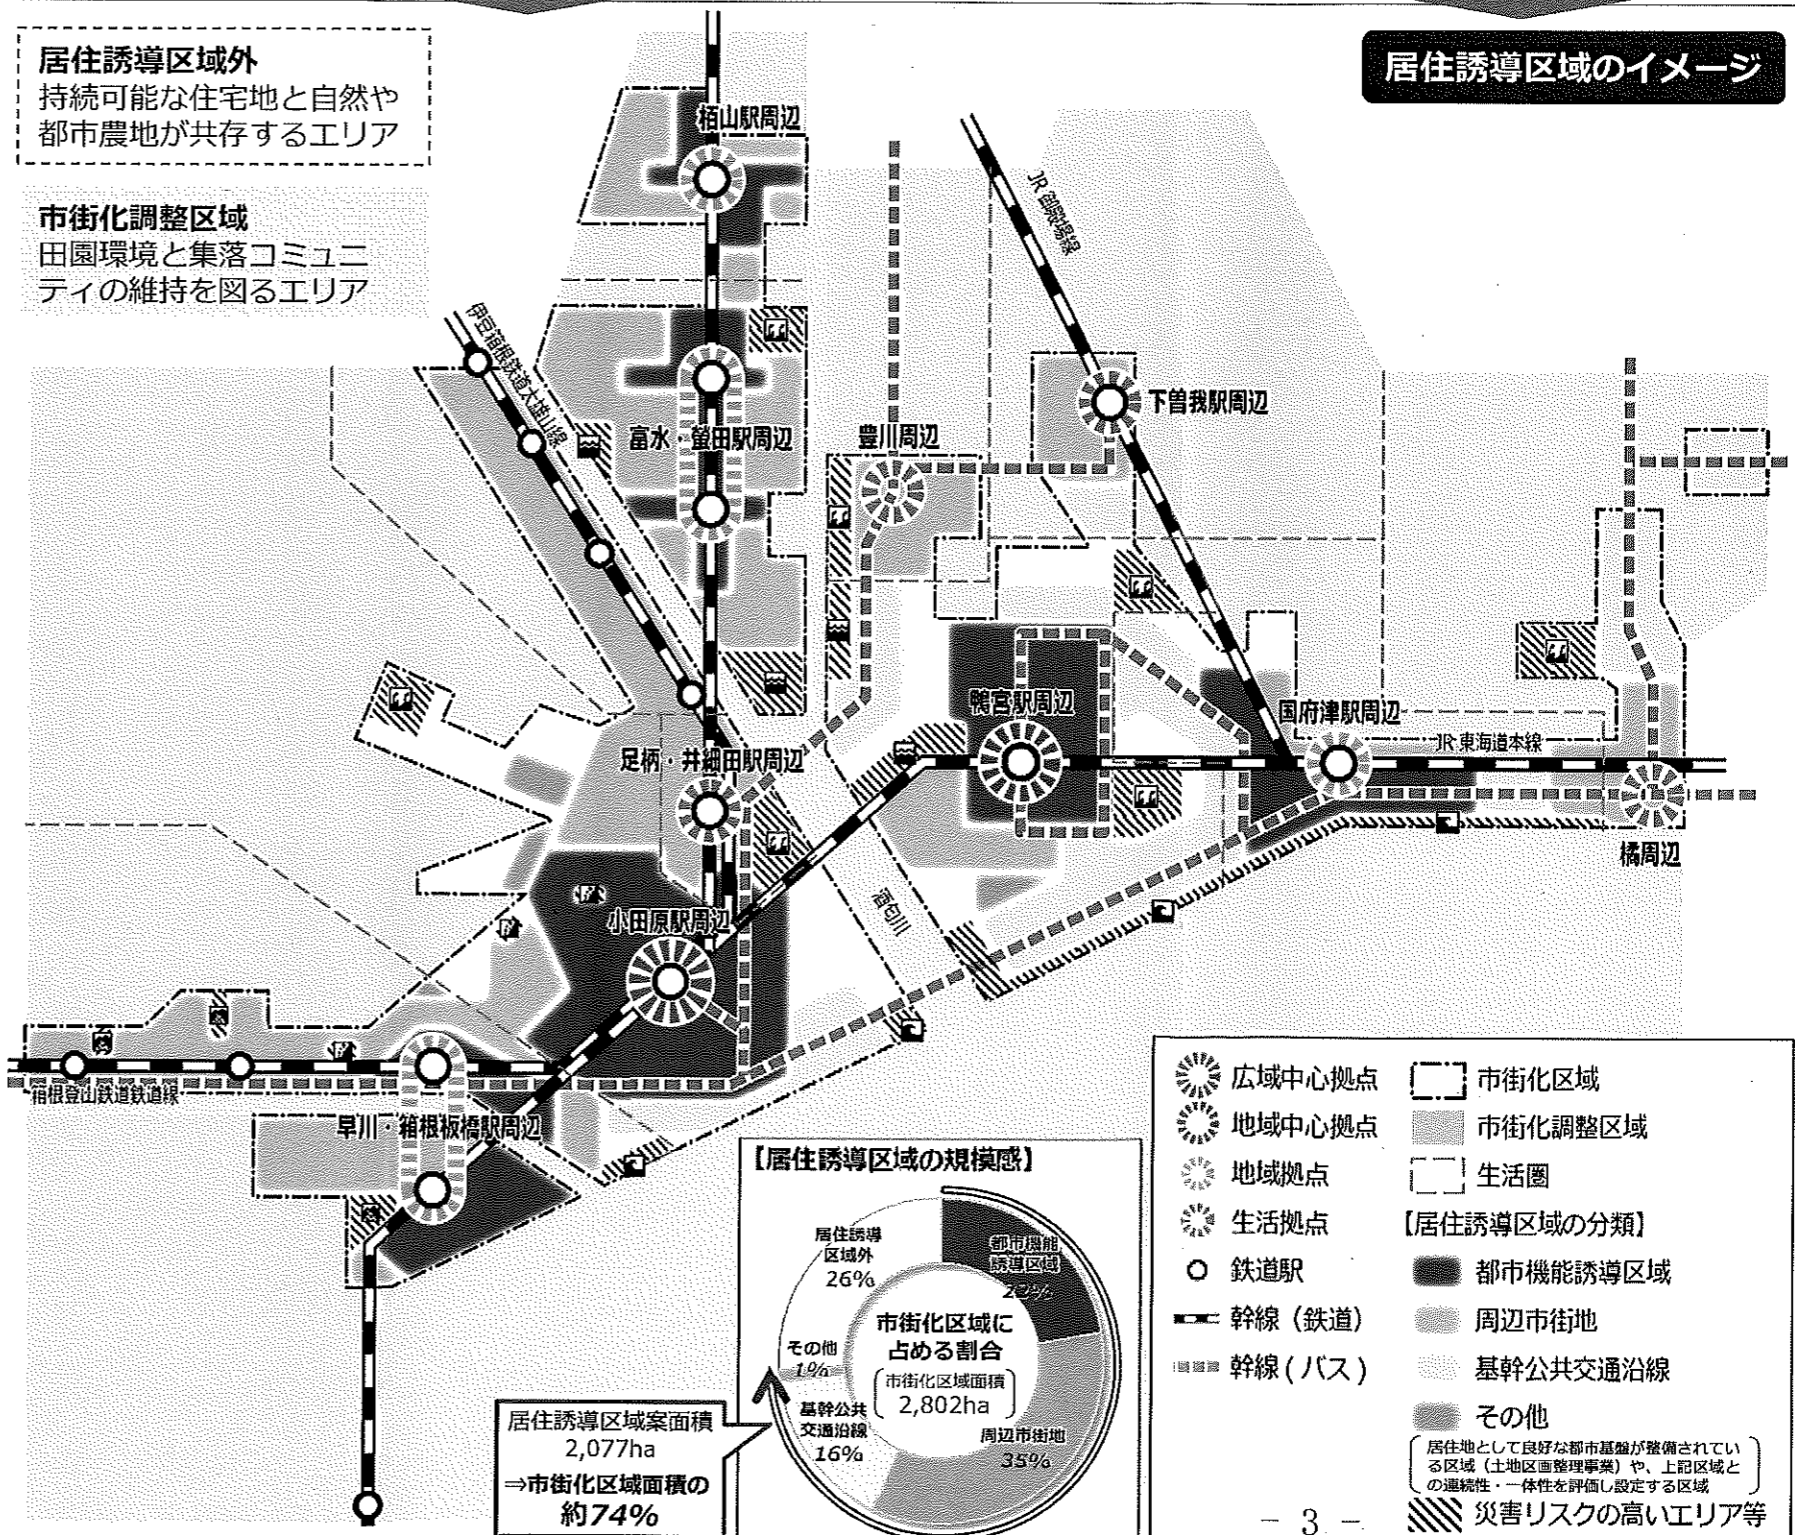 居住誘導区域外
持続可能な住宅地と自然や
都市農地が共存するエリア
市街化調整区域
田園環境と集落コミュニ
ティの維持を図るエリア
居住誘導区域のイメージ
栢山駅周辺
JR御殿場線
伊豆箱根鉄道大雄山線
富水・螢田駅周辺
豊川周辺
下曽我駅周辺
鴨宮駅周辺
国府津駅周辺
JR東海道本線
足柄・井細田駅周辺
橘周辺
小田原駅周辺
酒匂川
箱根登山鉄道鉄道線
早川・箱根板橋駅周辺
【居住誘導区域の規模感】
居住誘導
区域外
26%
都市機能
誘導区域
その他
1%
市街化区域に
占める割合
市街化区域面積
2,802ha
基幹公共
交通沿線
16%
周辺市街地
35%
居住誘導区域案面積
2,077ha
⇒市街化区域面積の
約74%
広域中心拠点
地域中心拠点
地域拠点
生活拠点
鉄道駅
幹線（鉄道）
幹線(バス)
市街化区域
市街化調整区域
生活圏
【居住誘導区域の分類】
都市機能誘導区域
周辺市街地
基幹公共交通沿線
その他
居住地として良好な都市基盤が整備されてい
る区域（土地区画整理事業）や、上記区域と
の連続性・一体性を評価し設定する区域
災害リスクの高いエリア等
- 3 -